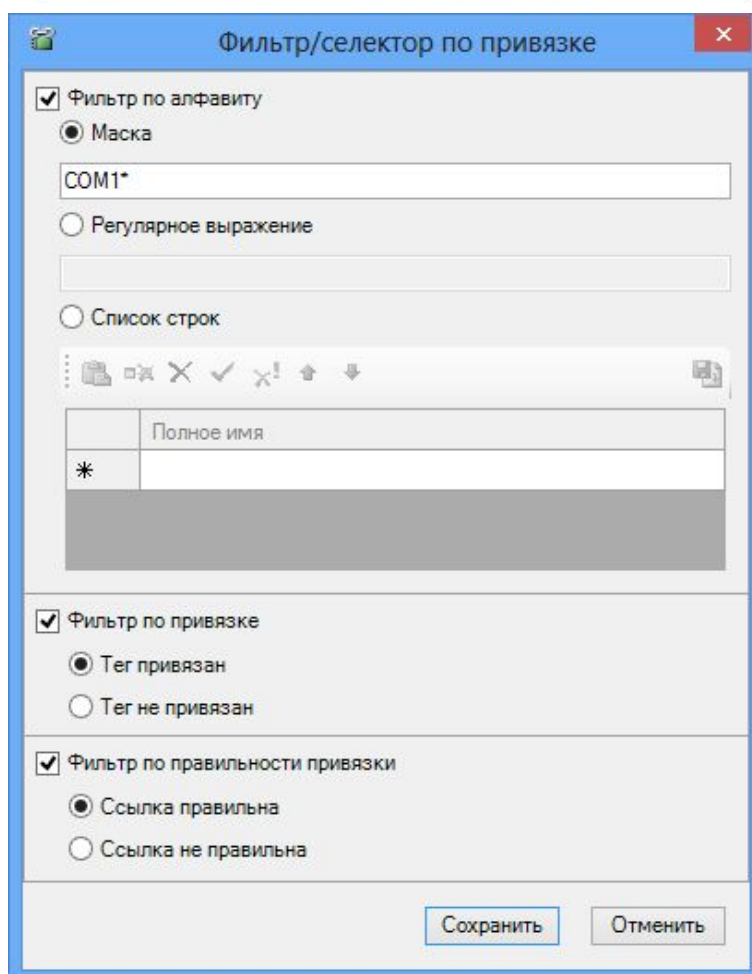 Фильтр/селектор по привязке
Фильтр по алфавиту
Маска
COM1*
Регулярное выражение
Список строк
Полное имя
Фильтр по привязке
Тег привязан
Тег не привязан
Фильтр по правильности привязки
Ссылка правильна
Ссылка не правильна
Сохранить Отменить